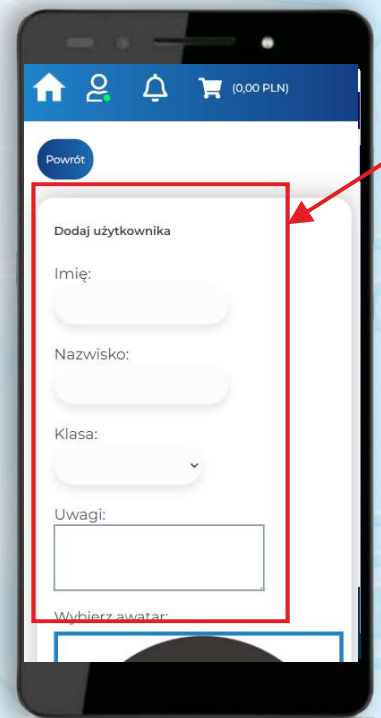 (0,00 PLN)
Powrót
Dodaj użytkownika
Imię:
Nazwisko:
Klasa:
Uwagi:
Wybierz awatar: